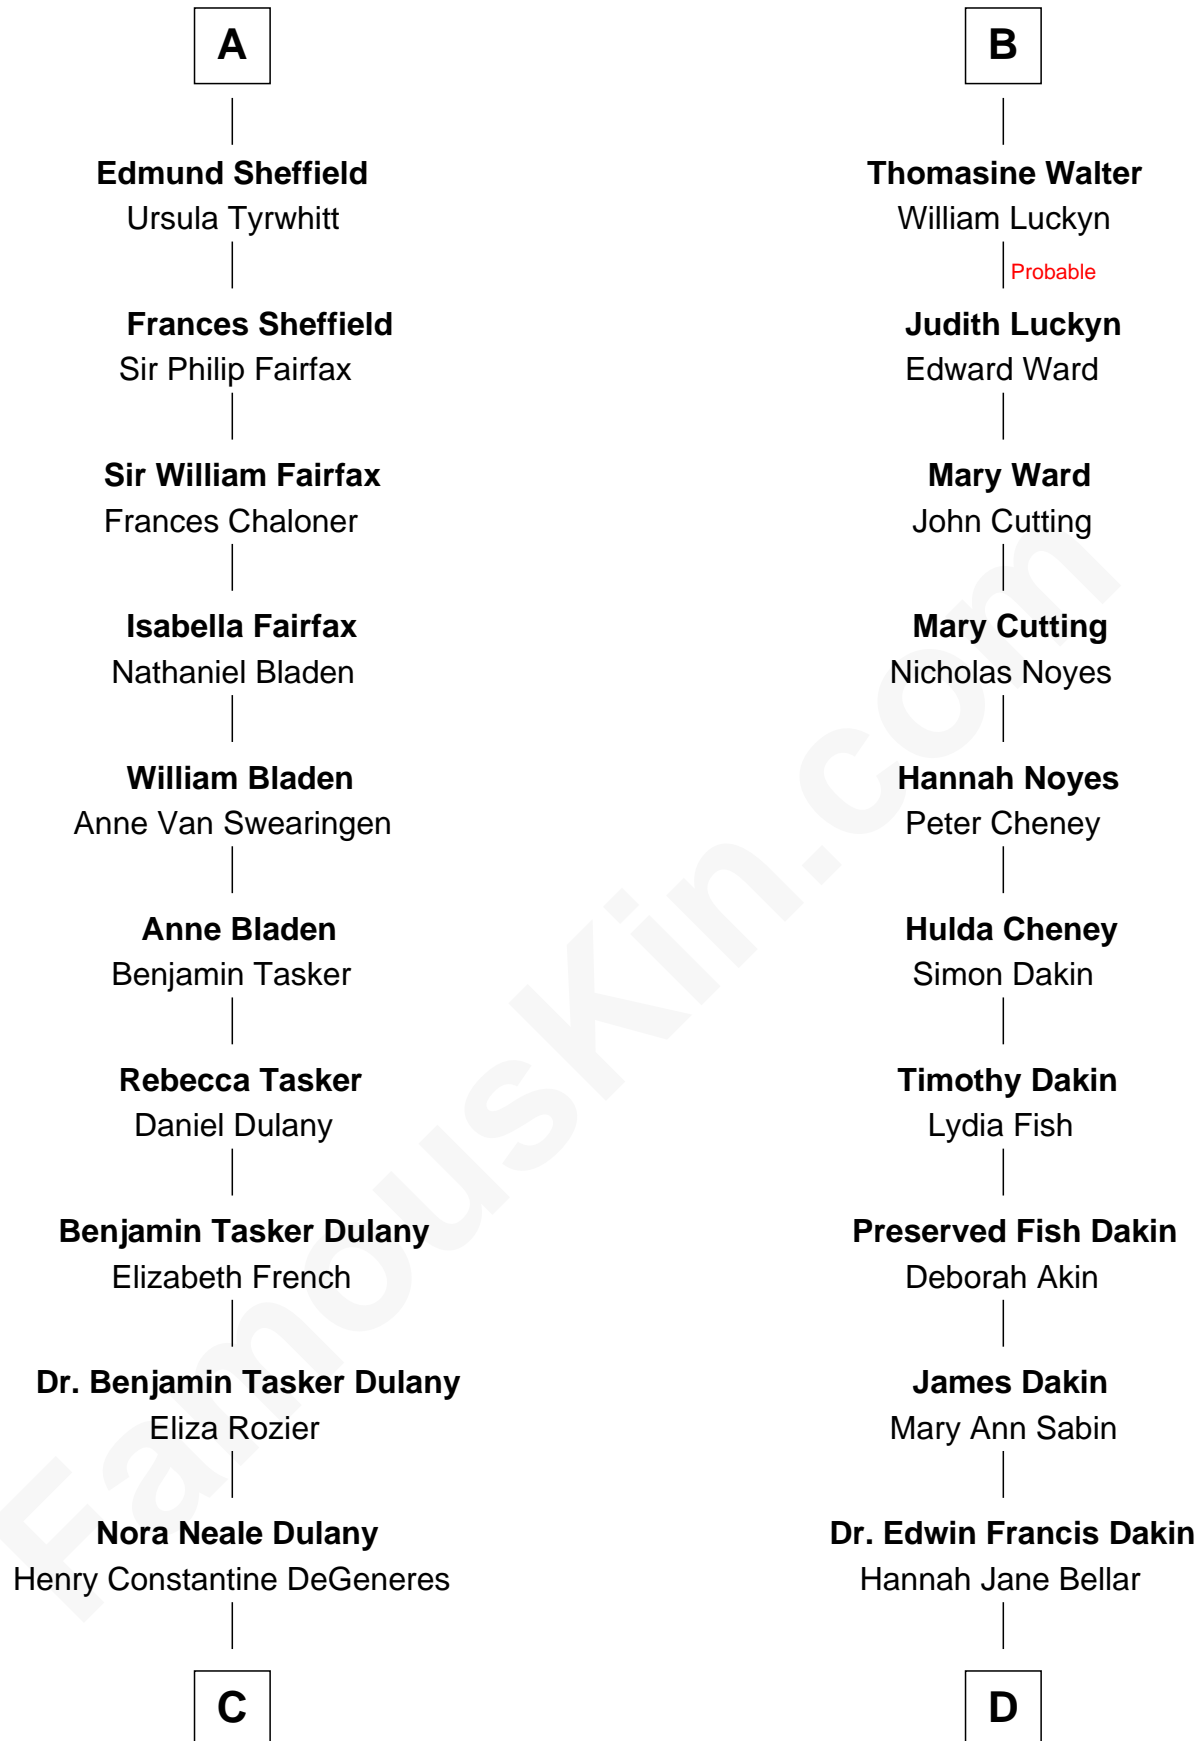 A
Edmund Sheffield
Ursula Tyrwhitt
Frances Sheffield
Sir Philip Fairfax
Sir William Fairfax
Frances Chaloner
Isabella Fairfax
Nathaniel Bladen
William Bladen
Anne Van Swearingen
Anne Bladen
Benjamin Tasker
Rebecca Tasker
Daniel Dulany
Benjamin Tasker Dulany
Elizabeth French
Dr. Benjamin Tasker Dulany
Eliza Rozier
Nora Neale Dulany
Henry Constantine DeGeneres
C
B
Thomasine Walter
William Luckyn
Probable
Judith Luckyn
Edward Ward
Mary Ward
John Cutting
Mary Cutting
Nicholas Noyes
Hannah Noyes
Peter Cheney
Hulda Cheney
Simon Dakin
Timothy Dakin
Lydia Fish
Preserved Fish Dakin
Deborah Akin
James Dakin
Mary Ann Sabin
Dr. Edwin Francis Dakin
Hannah Jane Bellar
D
FamousKin.com